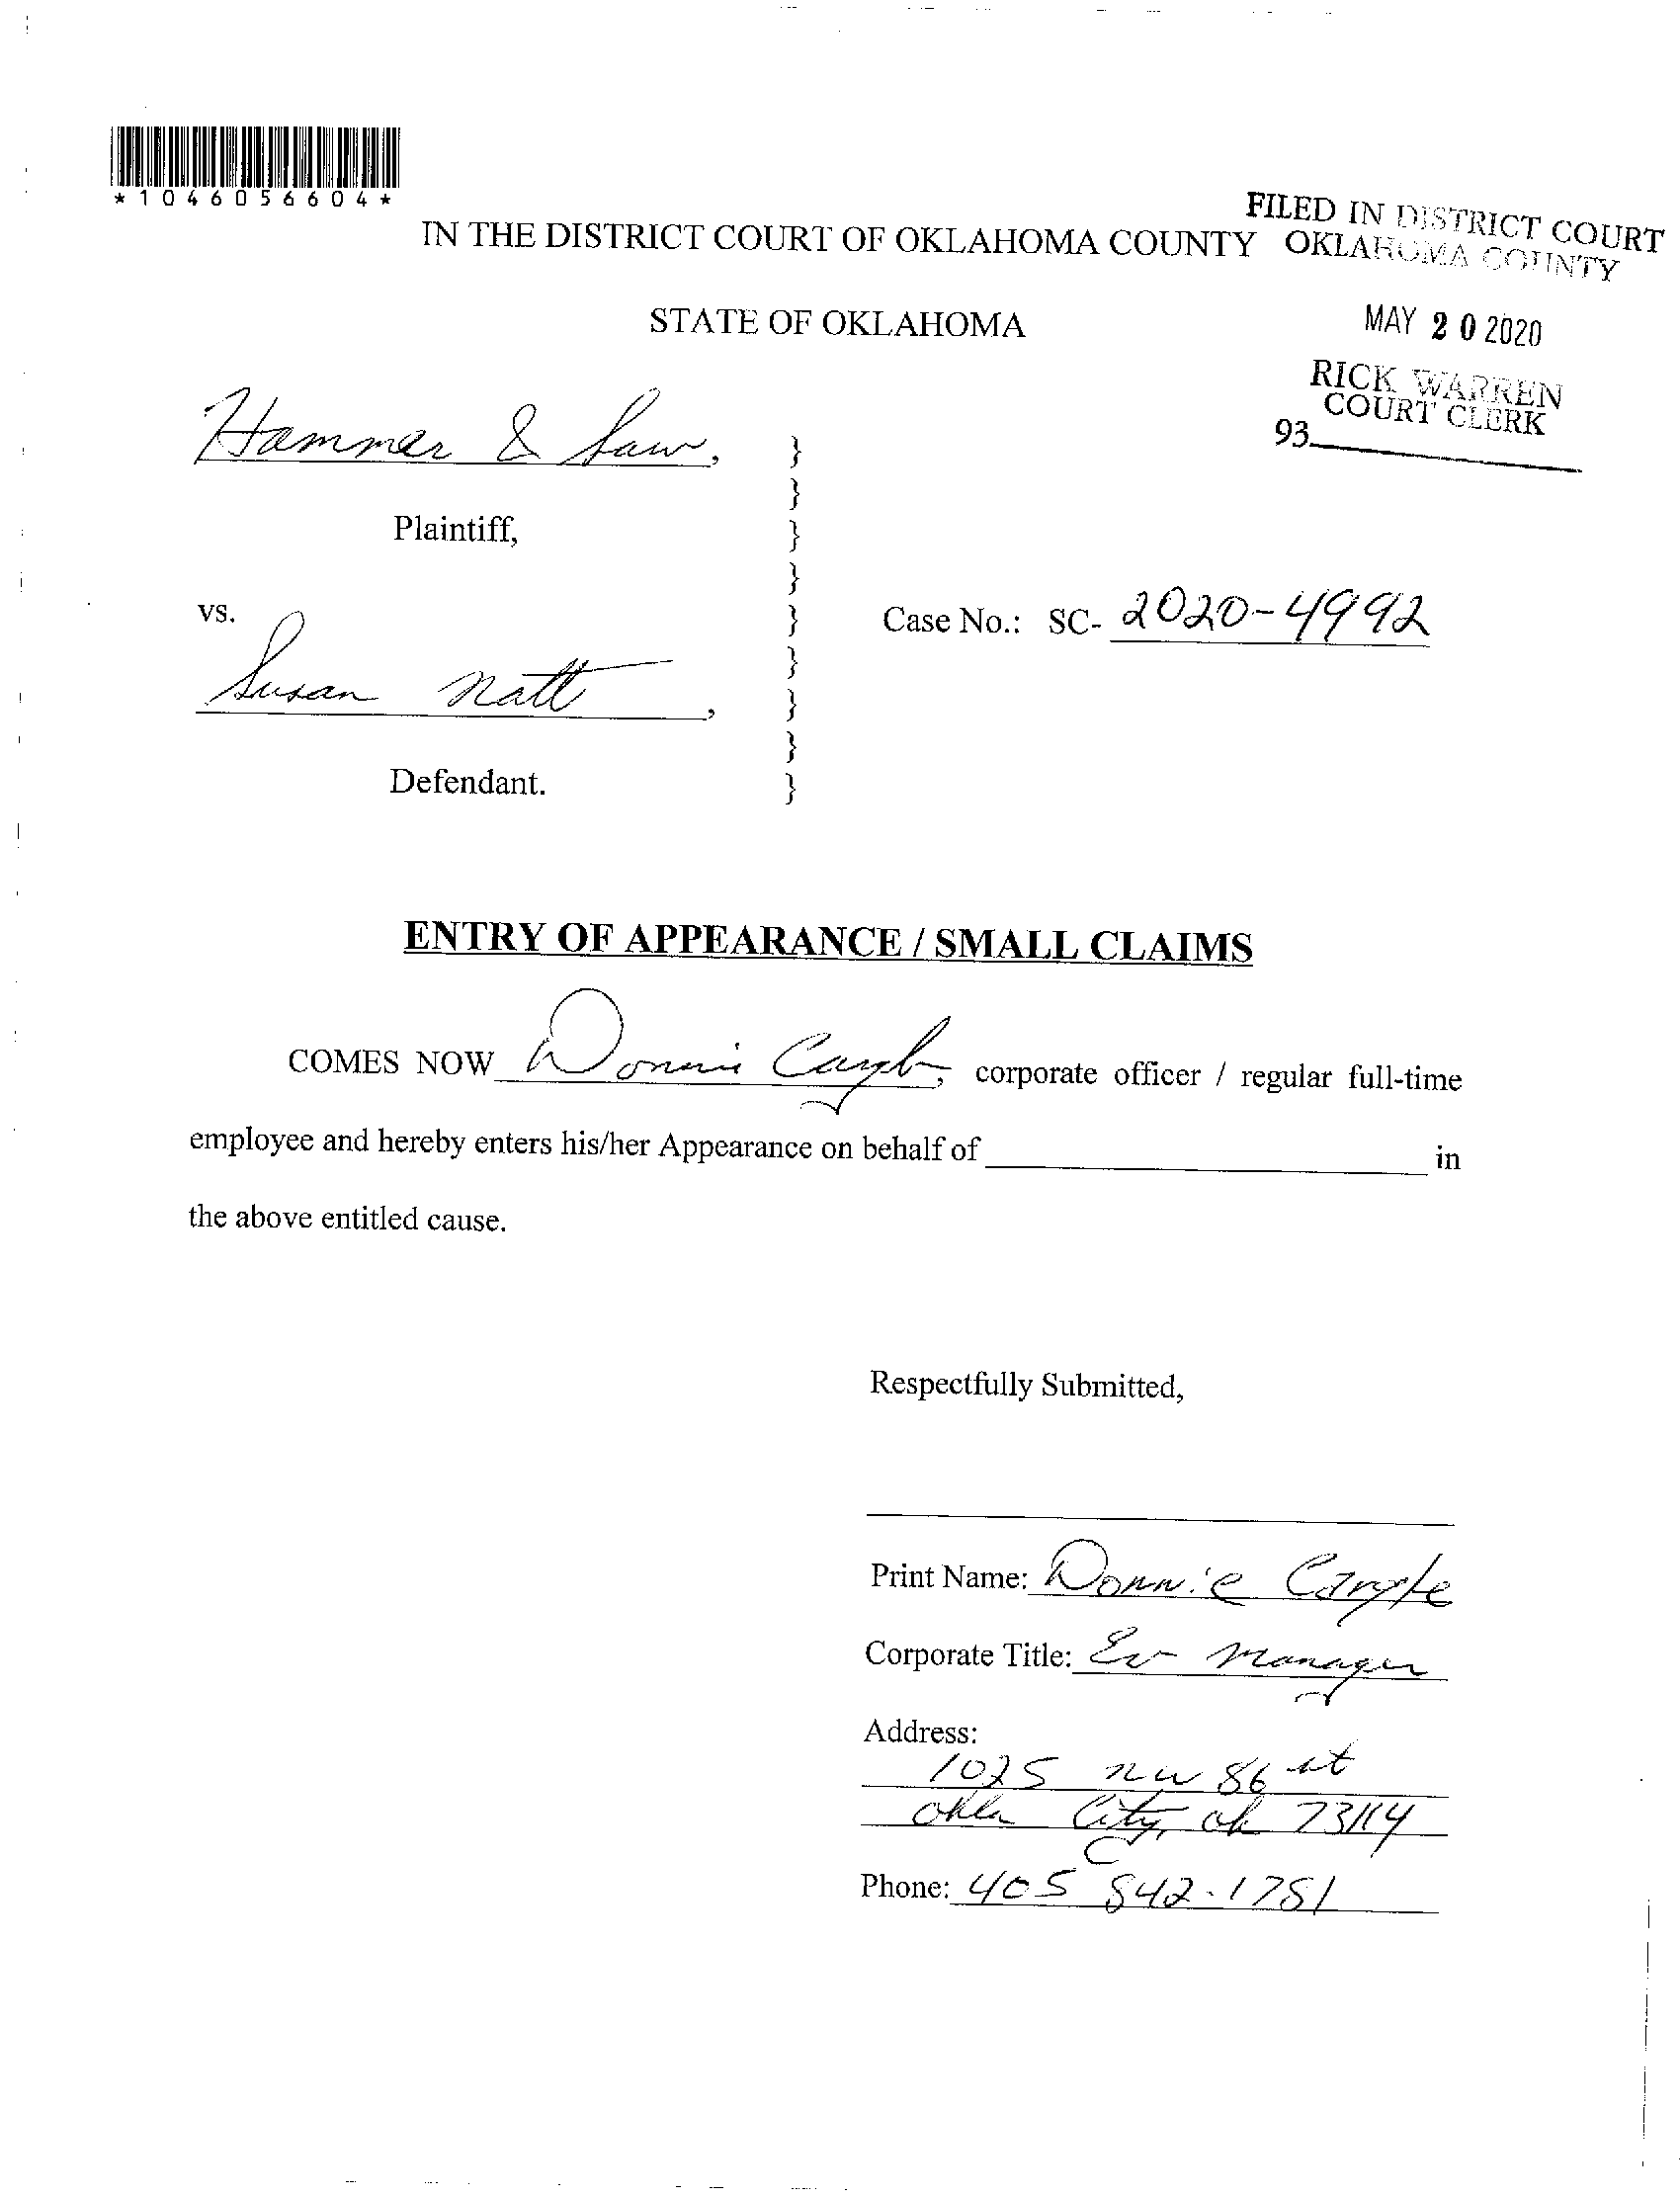 *1046056604*
FILED IN DISTRICT COURT
OKLAHOMA COUNTY
IN THE DISTRICT COURT OF OKLAHOMA COUNTY
STATE OF OKLAHOMA
MAY 20 2020
RICK WARREN
COURT CLERK
93
Hammer & Saw,
}
}
Plaintiff,
}
}
vs.
}
Case No.: SC- 2020-4992
}
Susan Natt,
}
}
Defendant.
}
ENTRY OF APPEARANCE / SMALL CLAIMS
COMES NOW Donnie, corporate officer / regular full-time
employee and hereby enters his/her Appearance on behalf of in
the above entitled cause.
Respectfully Submitted,
Print Name: Donnie
Corporate Title: Manager
Address:
1025 nw 86 st
Okla City, ok 73114
Phone: 405 842-1781